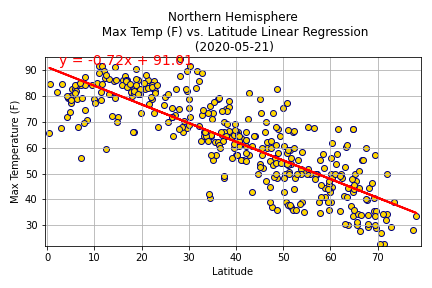 Northern Hemisphere
Max Temp (F) vs. Latitude Linear Regression
(2020-05-21)
y = -0.72x + 91.01
90
80
70
60
50
40
30
Max Temperature (F)
0 10 20 30 40 50 60 70
Latitude